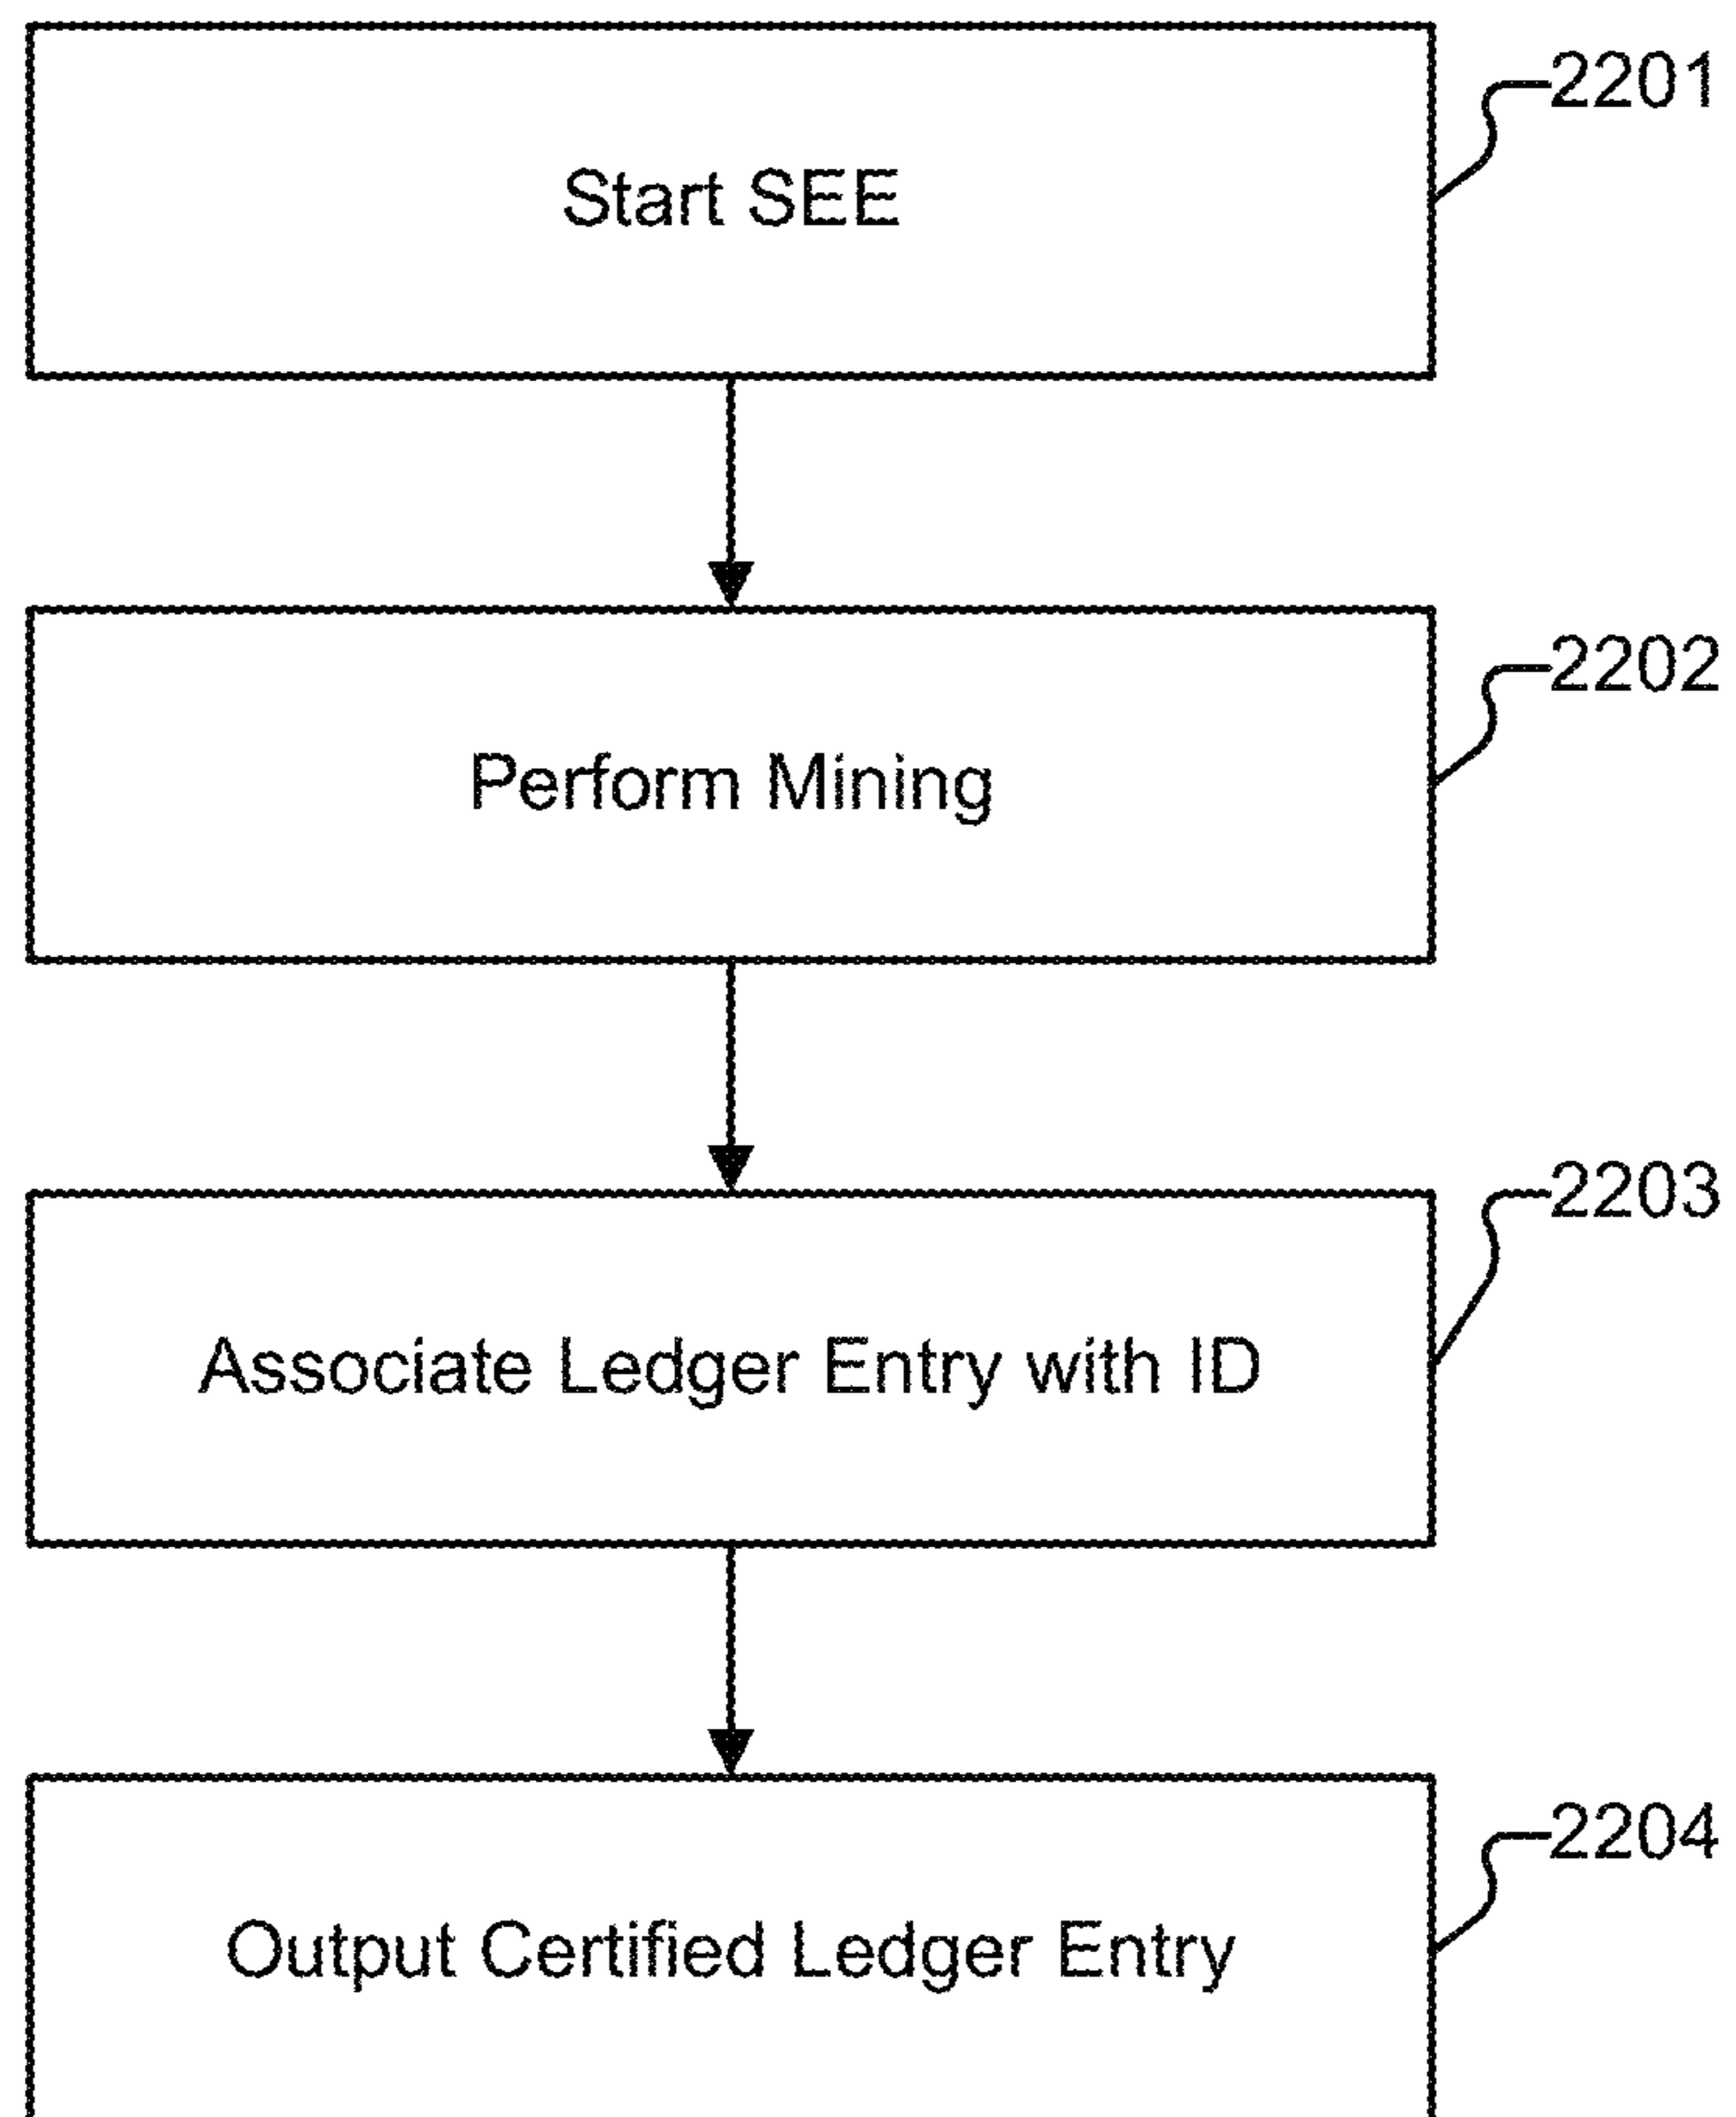 2201
Start SEE
2202
Perform Mining
2203
Associate Ledger Entry with ID
2204
Output Certified Ledger Entry